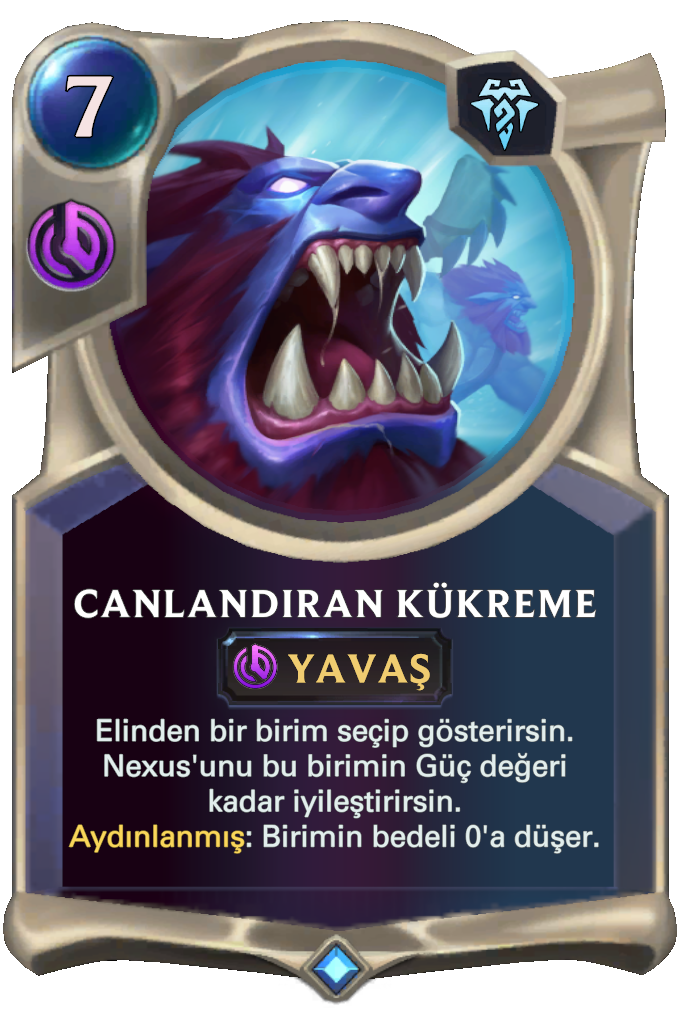 7
CANLANDIRAN KÜKREME
YAVAŞ
Elinden bir birim seçip gösterirsin.
Nexus'unu bu birimin Güç değeri
kadar iyileştirirsin.
Aydınlanmış: Birimin bedeli 0'a düşer.